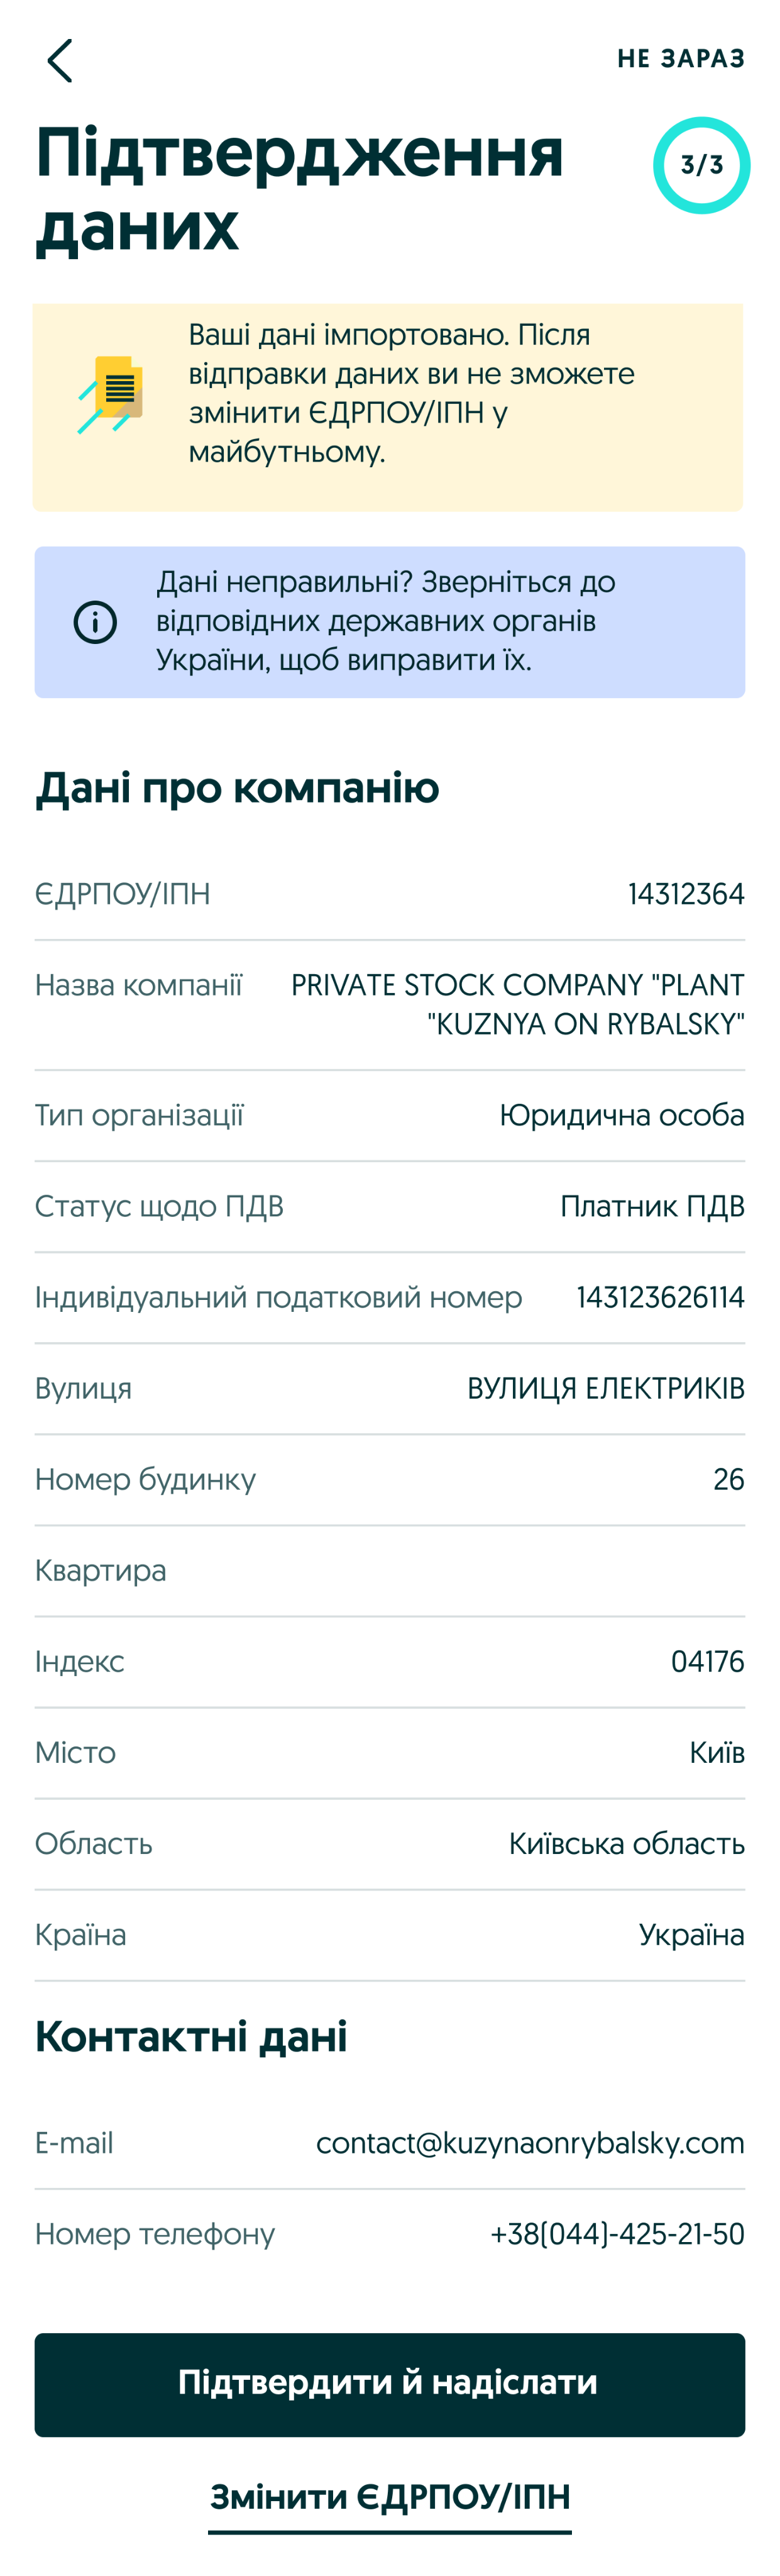 НЕ ЗАРАЗ
Підтвердження
даних
3/3
Ваші дані імпортовано. Після
відправки даних ви не зможете
змінити ЄДРПОУ/ІПН у
майбутньому.
Дані неправильні? Зверніться до
відповідних державних органів
України, щоб виправити їх.
Дані про компанію
ЄДРПОУ/ІПН 14312364
Назва компанії PRIVATE STOCK COMPANY "PLANT
"KUZNYA ON RYBALSKY"
Тип організації Юридична особа
Статус щодо ПДВ Платник ПДВ
Індивідуальний податковий номер 143123626114
Вулиця ВУЛИЦЯ ЕЛЕКТРИКІВ
Номер будинку 26
Квартира
Індекс 04176
Місто Київ
Область Київська область
Країна Україна
Контактні дані
E-mail contact@kuzynaonrybalsky.com
Номер телефону +38(044)-425-21-50
Підтвердити й надіслати
Змінити ЄДРПОУ/ІПН